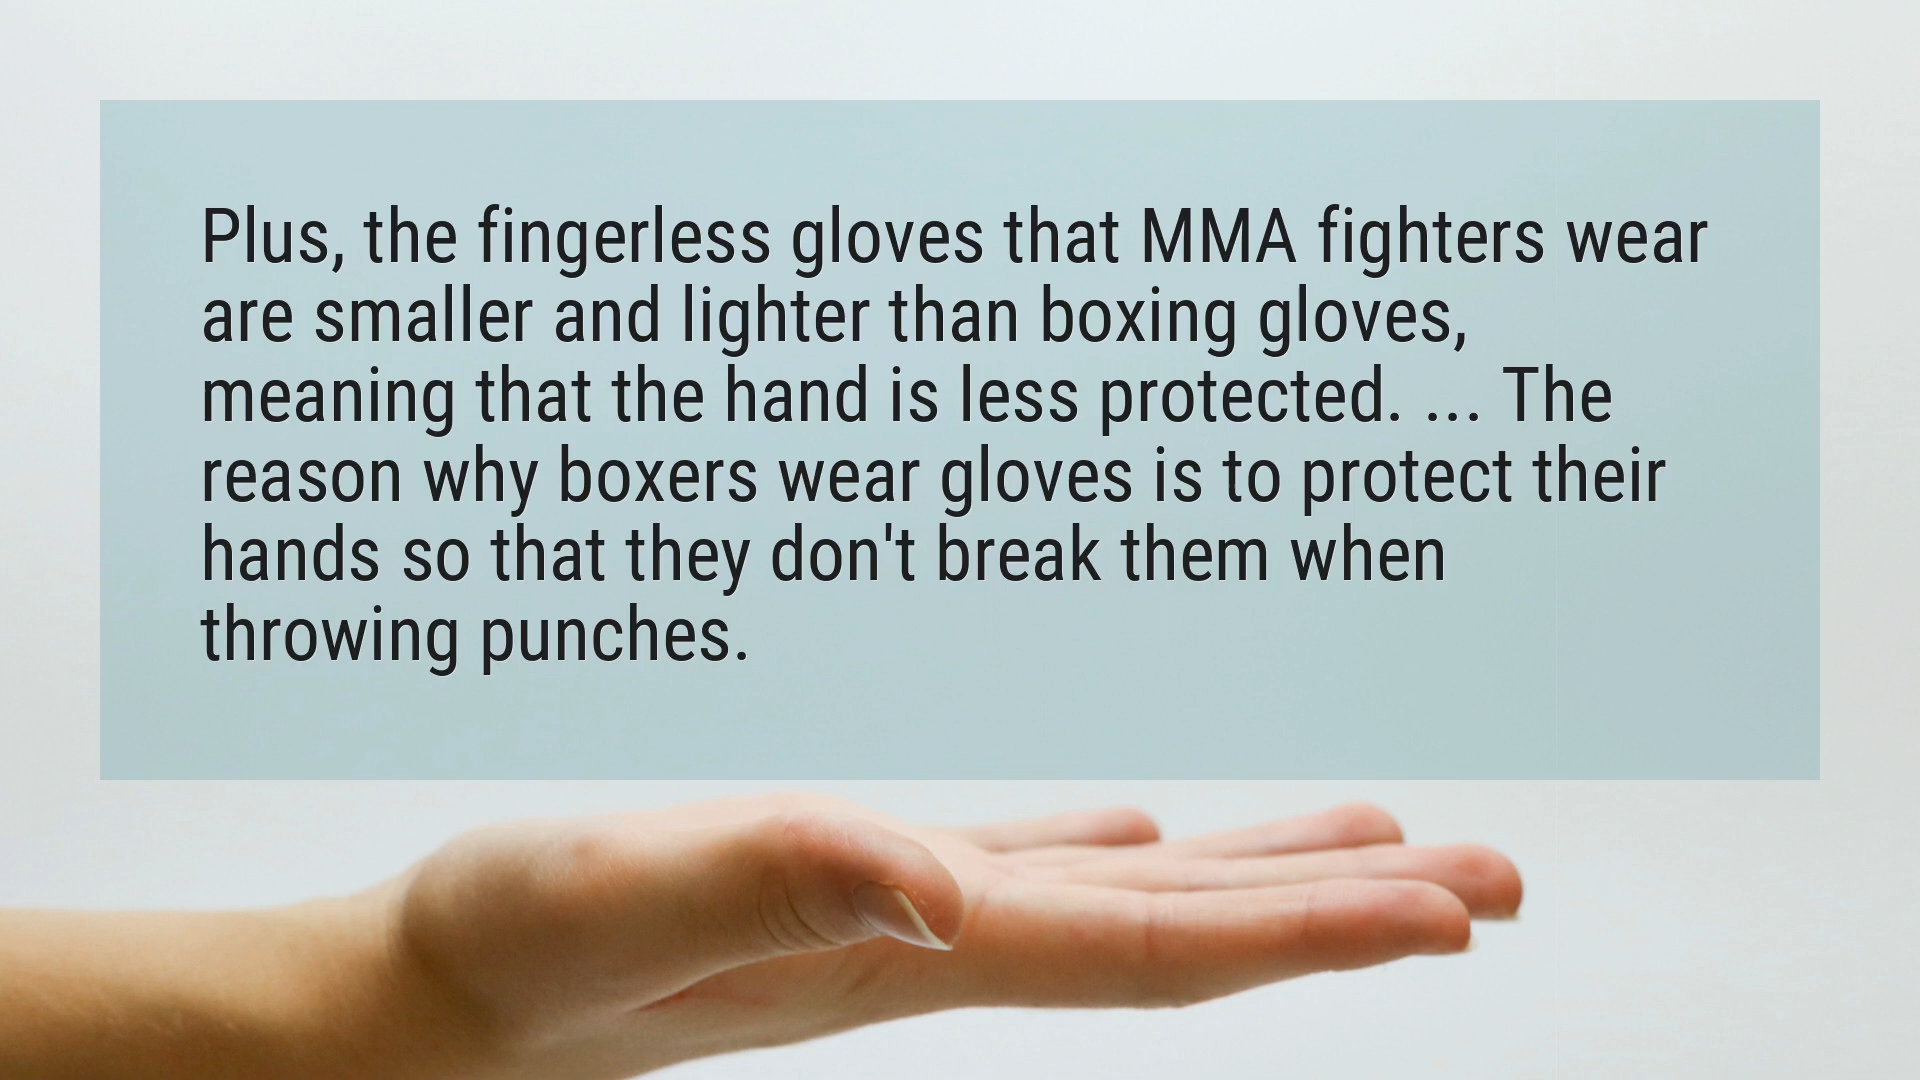 Plus, the fingerless gloves that MMA fighters wear
are smaller and lighter than boxing gloves,
meaning that the hand is less protected. ... The
reason why boxers wear gloves is to protect their
hands so that they don't break them when
throwing punches.